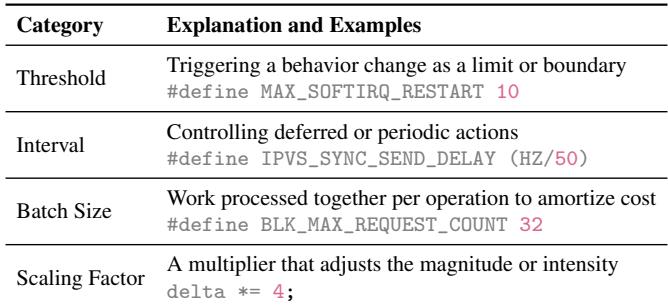 Category Explanation and Examples
Threshold Triggering a behavior change as a limit or boundary
#define MAX_SOFTIRQ_RESTART 10
Interval Controlling deferred or periodic actions
#define IPVS_SYNC_SEND_DELAY (HZ/50)
Batch Size Work processed together per operation to amortize cost
#define BLK_MAX_REQUEST_COUNT 32
Scaling Factor A multiplier that adjusts the magnitude or intensity
delta *= 4;